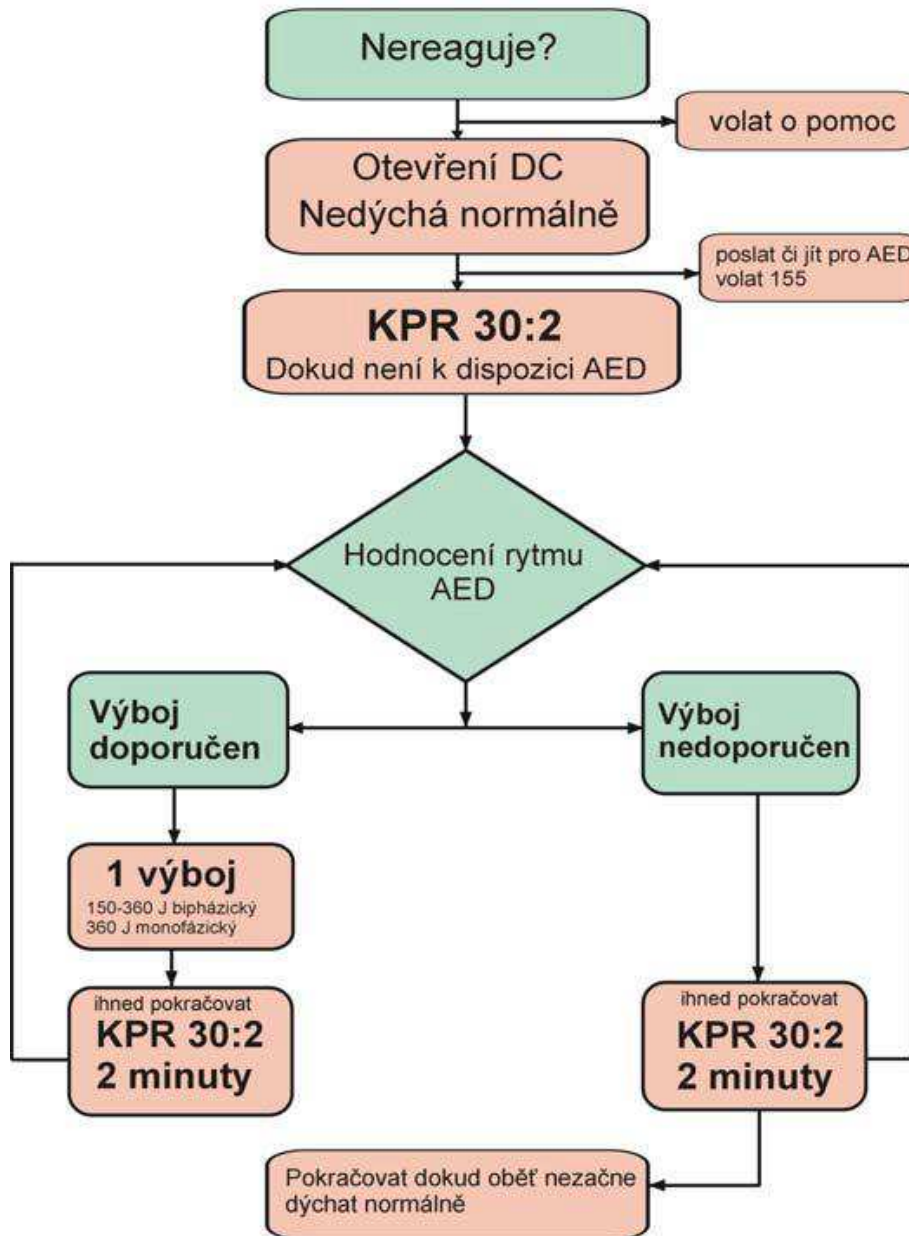 Nereaguje?
volat o pomoc
Otevření DC
Nedýchá normálně
poslat či jít pro AED
volat 155
KPR 30:2
Dokud není k dispozici AED
Hodnocení rytmu
AED
Výboj
doporučen
Výboj
nedoporučen
1 výboj
150-360 J bipházický
360 J monofázický
ihned pokračovat
KPR 30:2
2 minuty
ihned pokračovat
KPR 30:2
2 minuty
Pokračovat dokud oběť nezačne
dýchat normálně